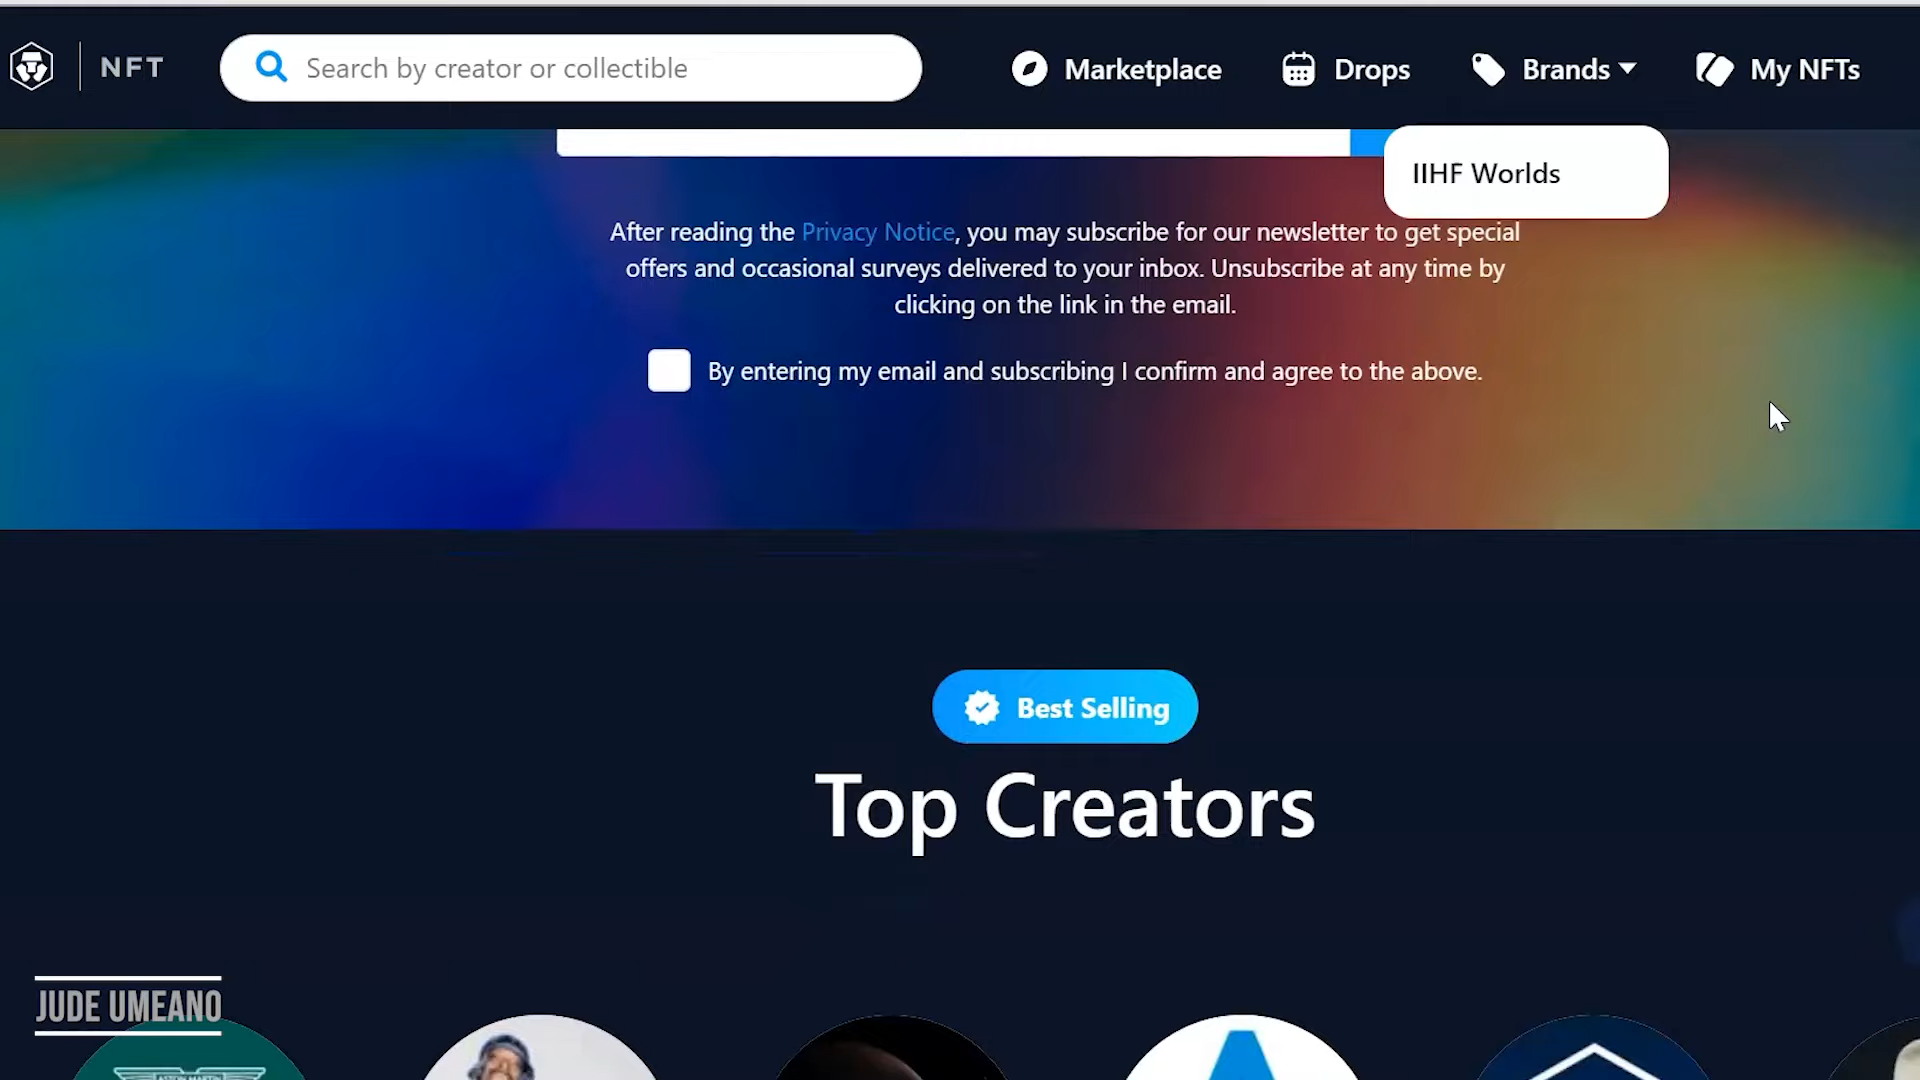 NFT
Search by creator or collectible
Marketplace
Drops
Brands
My NFTs
IIHF Worlds
After reading the Privacy Notice, you may subscribe for our newsletter to get special
offers and occasional surveys delivered to your inbox. Unsubscribe at any time by
clicking on the link in the email.
By entering my email and subscribing I confirm and agree to the above.
Best Selling
Top Creators
JUDE UMEANO
ASTON MARTIN